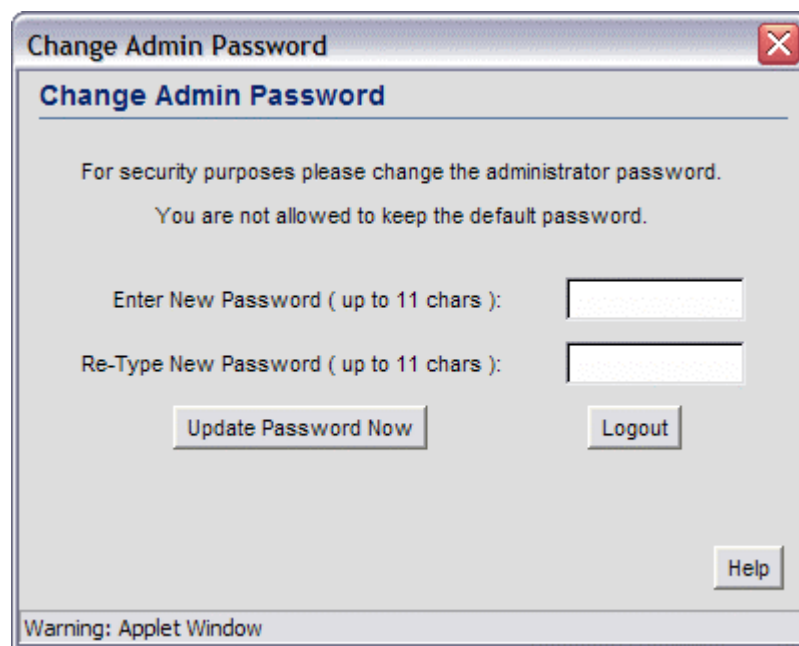 Change Admin Password
Change Admin Password
For security purposes please change the administrator password.
You are not allowed to keep the default password.
Enter New Password ( up to 11 chars ):
Re-Type New Password ( up to 11 chars ):
Update Password Now
Logout
Help
Warning: Applet Window